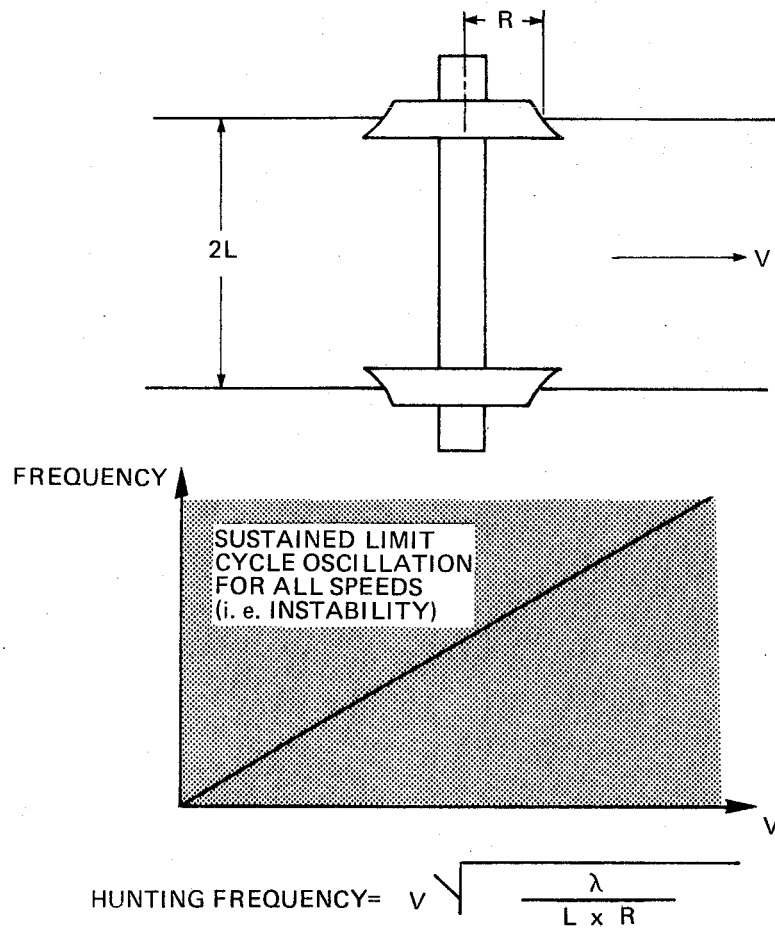 R
2L
V
FREQUENCY
SUSTAINED LIMIT
CYCLE OSCILLATION
FOR ALL SPEEDS
(i. e. INSTABILITY)
V
HUNTING FREQUENCY= V √ λ / L x R